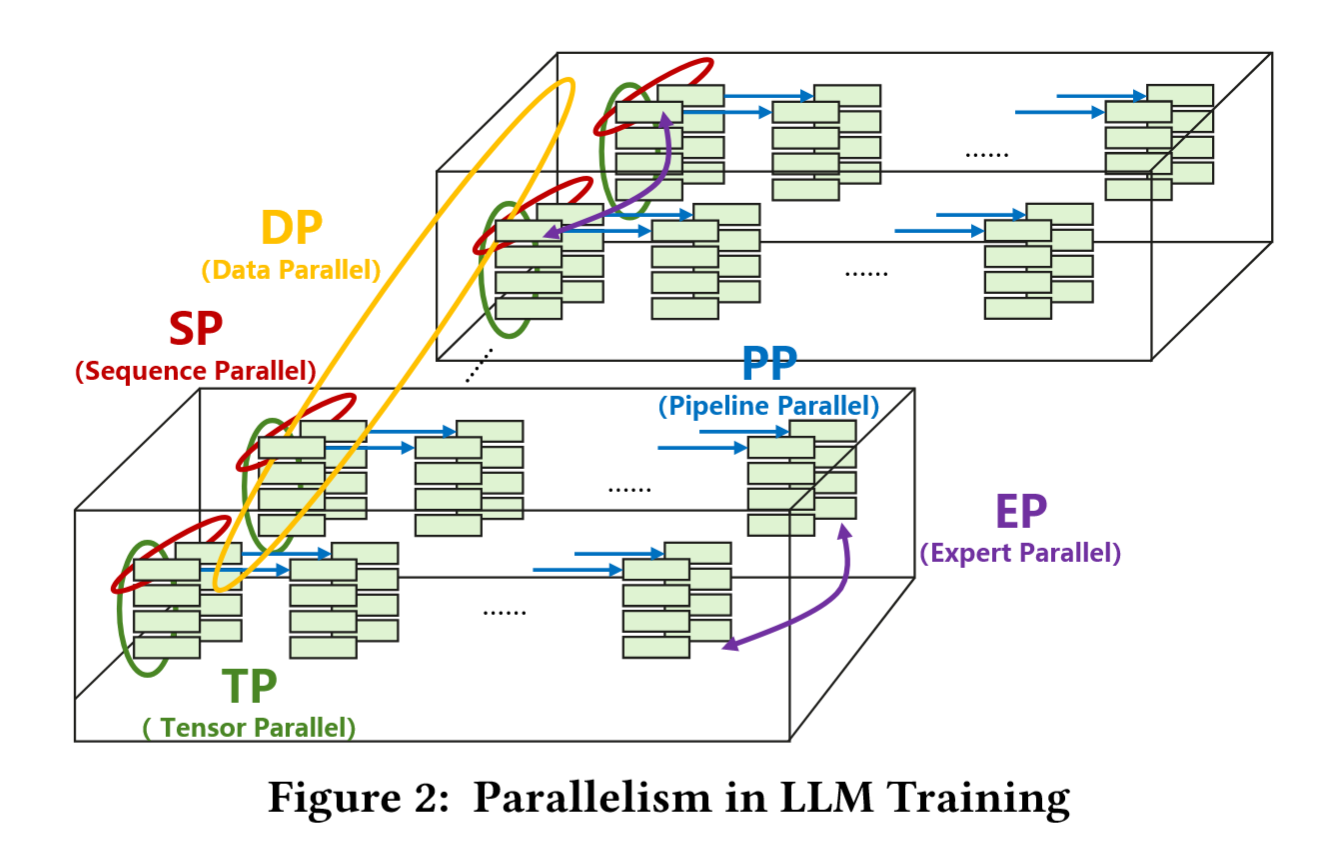 DP
(Data Parallel)
SP
(Sequence Parallel)
PP
(Pipeline Parallel)
EP
(Expert Parallel)
TP
( Tensor Parallel)
......
......
......
......
......
Figure 2: Parallelism in LLM Training